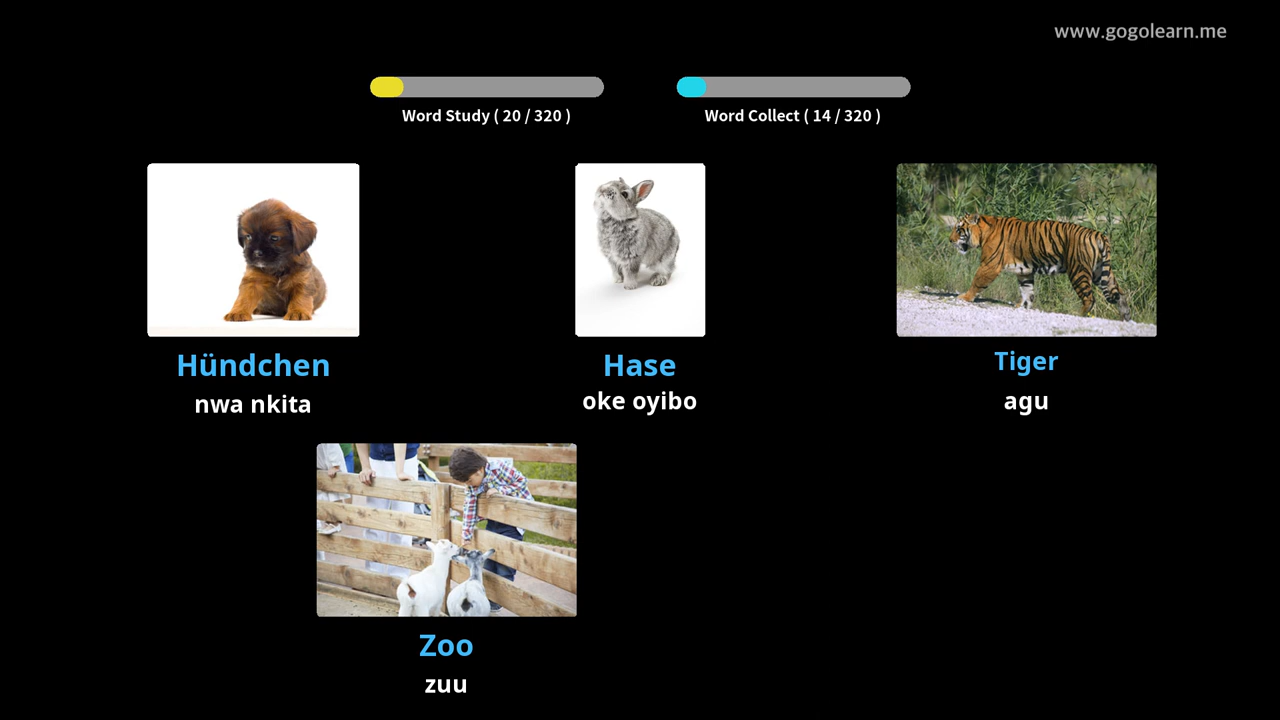 www.gogolearn.me
Word Study ( 20 / 320 )
Word Collect ( 14 / 320 )
Hündchen
nwa nkita
Hase
oke oyibo
Tiger
agu
Zoo
zuu